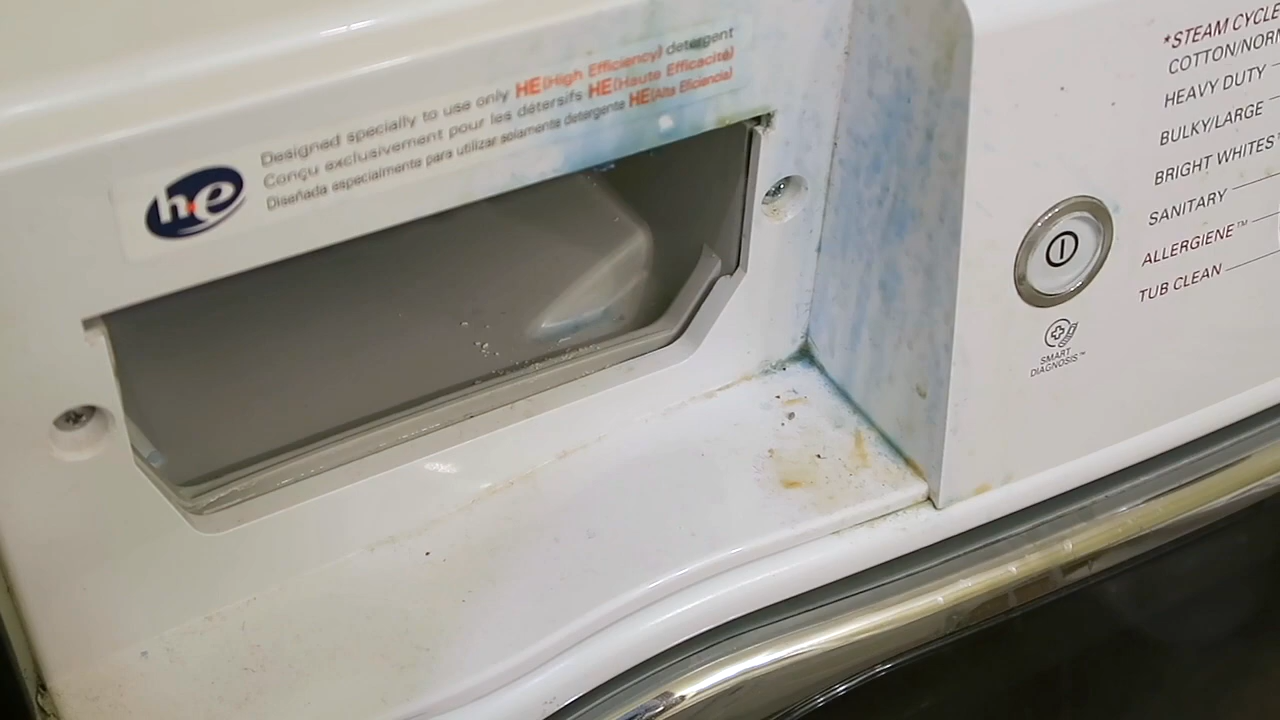 he
Designed specially to use only HE(High Efficiency) detergent
Conçu exclusivement pour les détersifs HE(Haute Efficacité)
Diseñada especialmente para utilizar solamente detergente HE(Alta Eficiencia)
*STEAM CYCLE
COTTON/NORM
HEAVY DUTY
BULKY/LARGE
BRIGHT WHITES
SANITARY
ALLERGIENE™
TUB CLEAN
SMART
DIAGNOSIS™